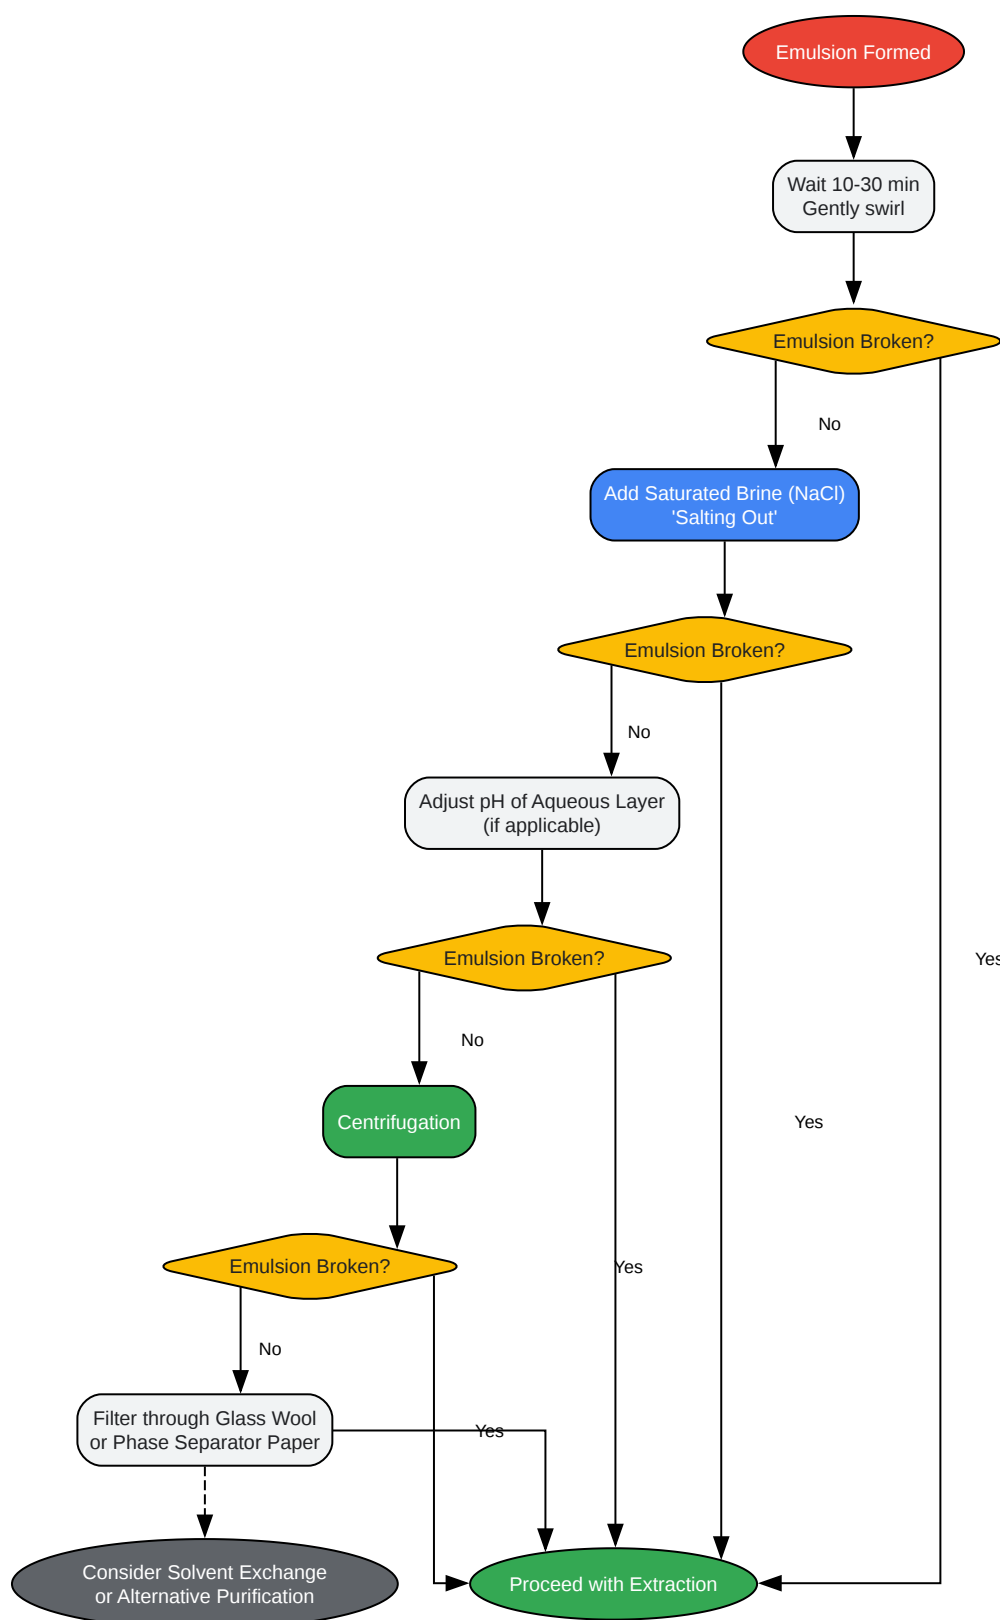 Emulsion Formed
Wait 10-30 min
Gently swirl
Emulsion Broken?
No
Add Saturated Brine (NaCl)
'Salting Out'
Emulsion Broken?
No
Adjust pH of Aqueous Layer
(if applicable)
Emulsion Broken?
Yes
No
Centrifugation
Yes
Emulsion Broken?
Yes
No
Filter through Glass Wool
or Phase Separator Paper
Yes
Consider Solvent Exchange
or Alternative Purification
Proceed with Extraction